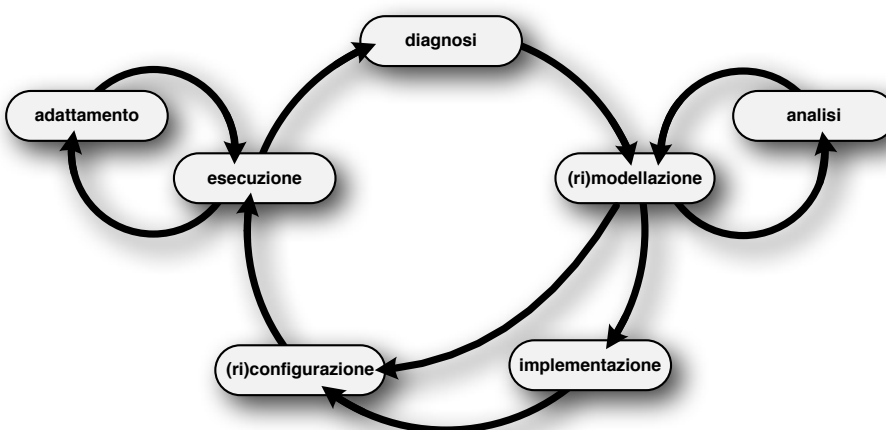 diagnosi
adattamento
analisi
esecuzione
(ri)modellazione
(ri)configurazione
implementazione